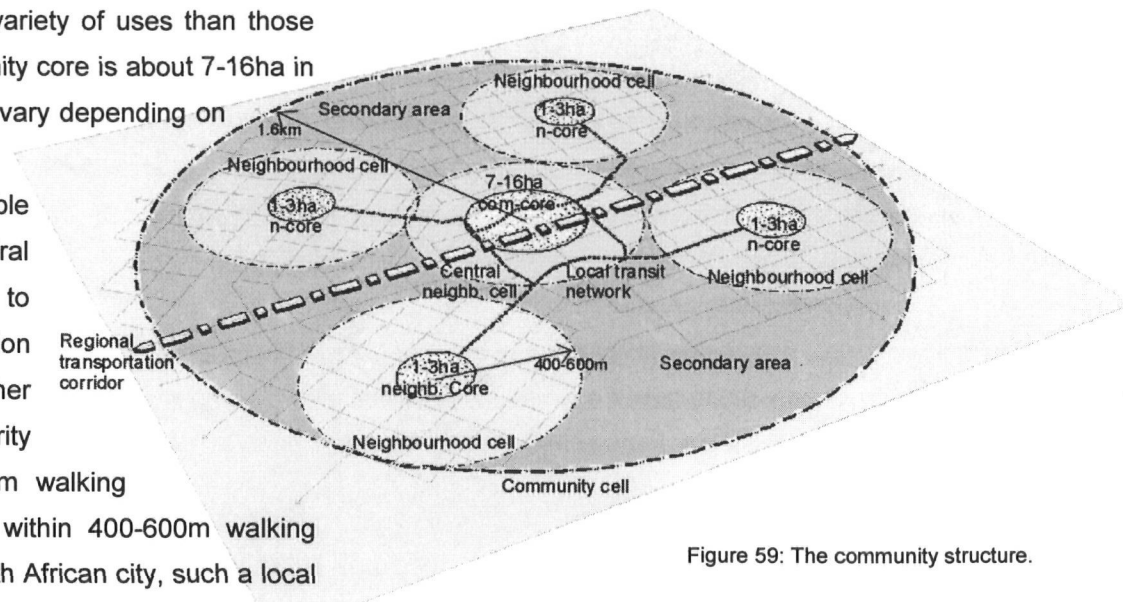 variety of uses than those
ity core is about 7-16ha in
vary depending on
ble
ral
to
on
her
rity
m walking
within 400-600m walking
h African city, such a local
Neighbourhood cell
1-3ha
n-core
Secondary area
1.6km
Neighbourhood cell
1-3ha
n-core
7-16ha
com-core
1-3ha
n-core
Neighbourhood cell
Central
neighb. cell
Local transit
network
Regional
transportation
corridor
1-3ha
neighb. Core
400-600m
Secondary area
Neighbourhood cell
Community cell
Figure 59: The community structure.